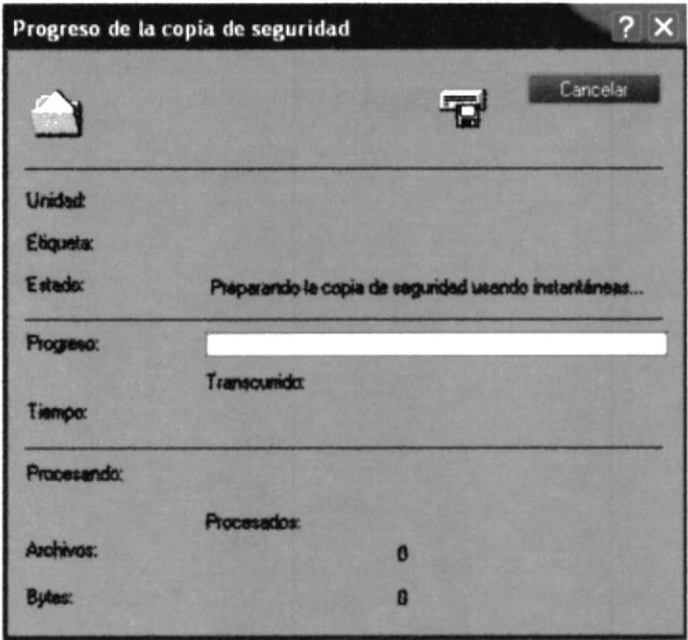 Progreso de la copia de seguridad
? X
Cancelar
Unidad:
Etiqueta:
Estado: Preparando la copia de seguridad usando instantáneas...
Progreso:
Transcurrido:
Tiempo:
Procesando:
Procesados:
Archivos: 0
Bytes: 0